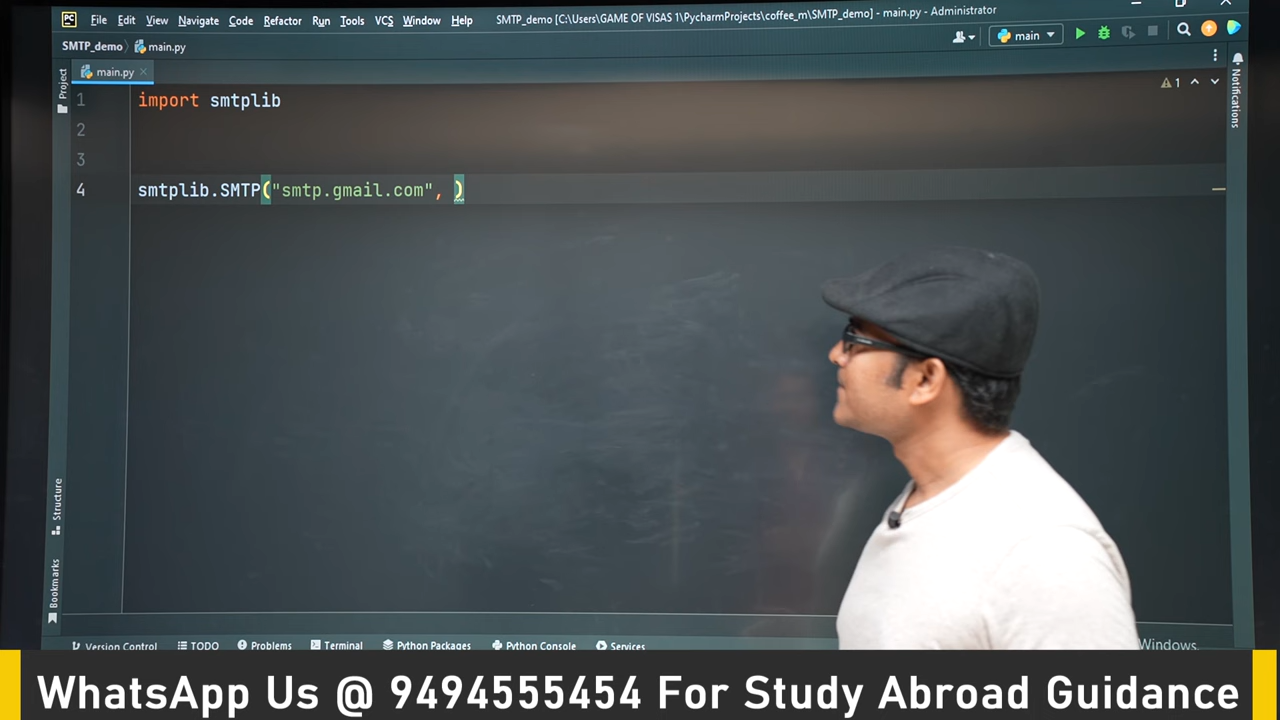 PC File Edit View Navigate Code Refactor Run Tools VCS Window Help SMTP_demo [C:\Users\GAME OF VISAS 1\PycharmProjects\coffee_m\SMTP_demo] - main.py - Administrator
SMTP_demo main.py main
main.py
Project
Notifications
1
1 import smtplib
2
3
4 smtplib.SMTP("smtp.gmail.com", )
Structure
Bookmarks
Version Control TODO Problems Terminal Python Packages Python Console Services
Windows.
WhatsApp Us @ 9494555454 For Study Abroad Guidance